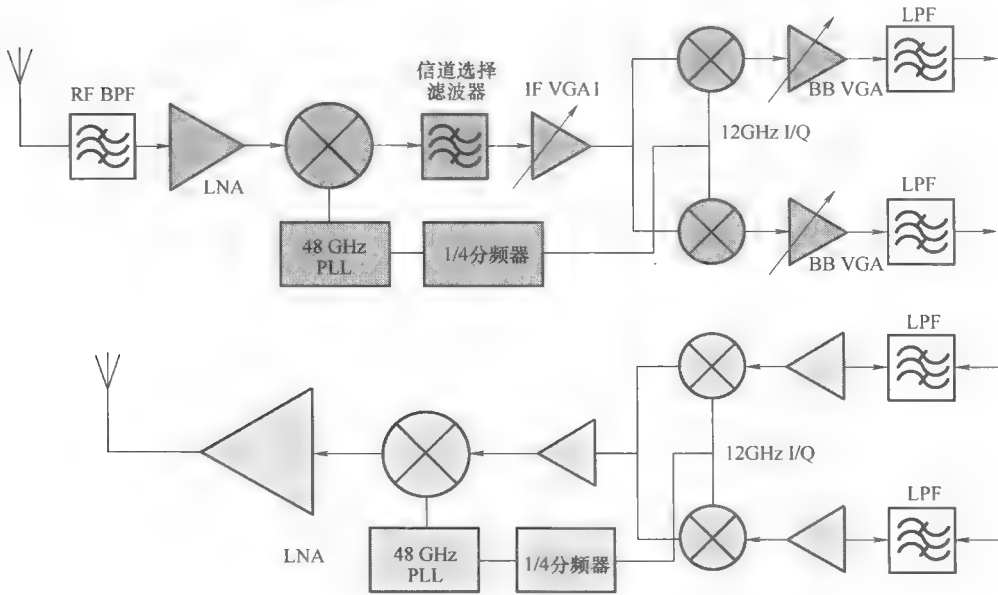 LPF
RF BPF
LNA
信道选择
滤波器
IF VGA1
BB VGA
12GHz I/Q
48 GHz
PLL
1/4分频器
LPF
BB VGA
LPF
12GHz I/Q
LNA
48 GHz
PLL
1/4分频器
LPF